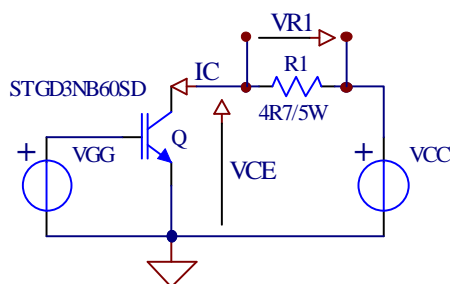 VR1
IC
R1
STGD3NB60SD
4R7/5W
Q
+
VGG
VCE
+
VCC